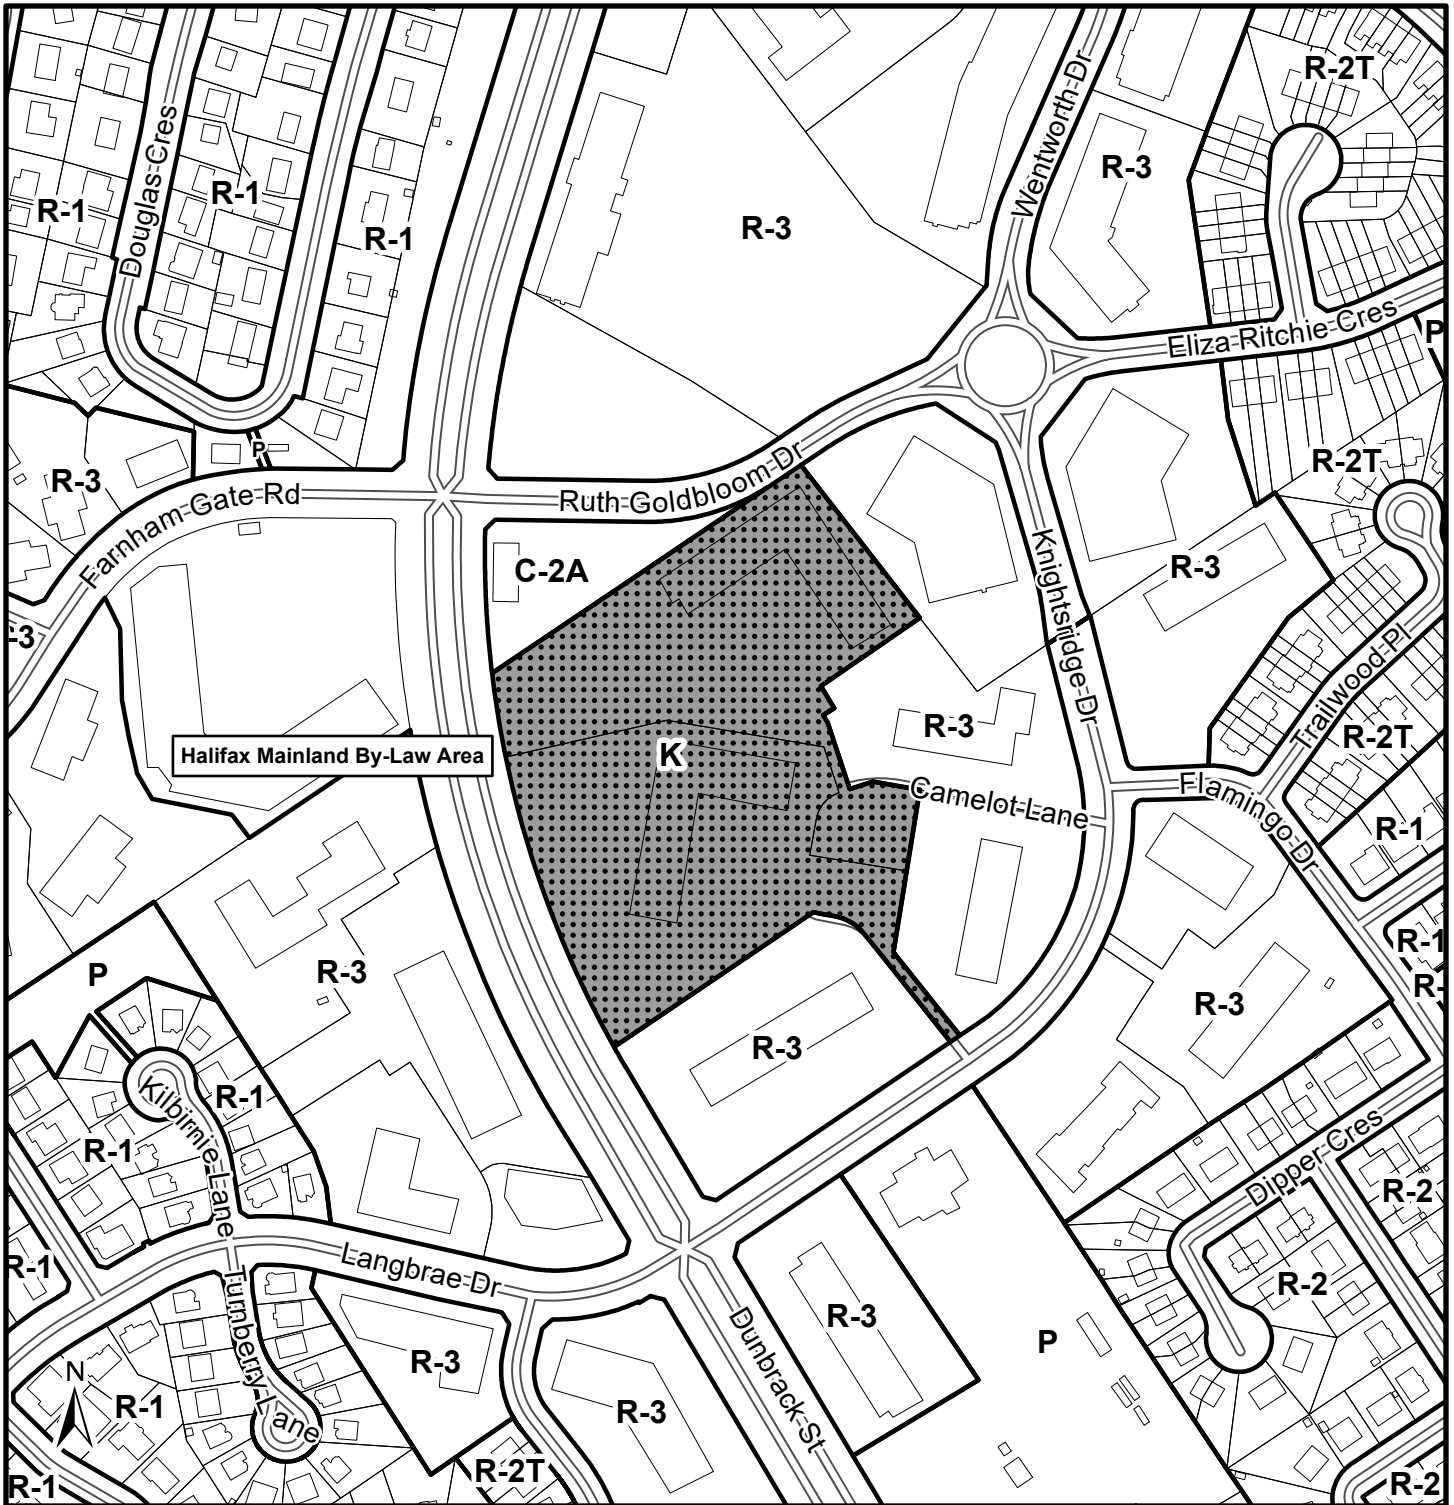 R-2T
Wentworth Dr
R-3
Douglas Cres
R-1
R-1
R-1
R-3
Eliza Ritchie Cres
P
P
R-3
R-2T
Ruth Goldbloom Dr
Farnham Gate Rd
C-2A
R-3
Knightsridge Dr
-3
Trailwood Pl
R-3
R-2T
Halifax Mainland By-Law Area
K
Camelot Lane
Flamingo Dr
R-1
R-1
P
R-3
R-
R-3
R-3
Kilbirnie Lane
R-1
R-1
Dipper Cres
R-2
R-1
Langbrae Dr
R-2
Turnberry Lane
R-3
P
Dunbrack St
R-3
N
R-1
R-3
R-2T
R-1
R-2